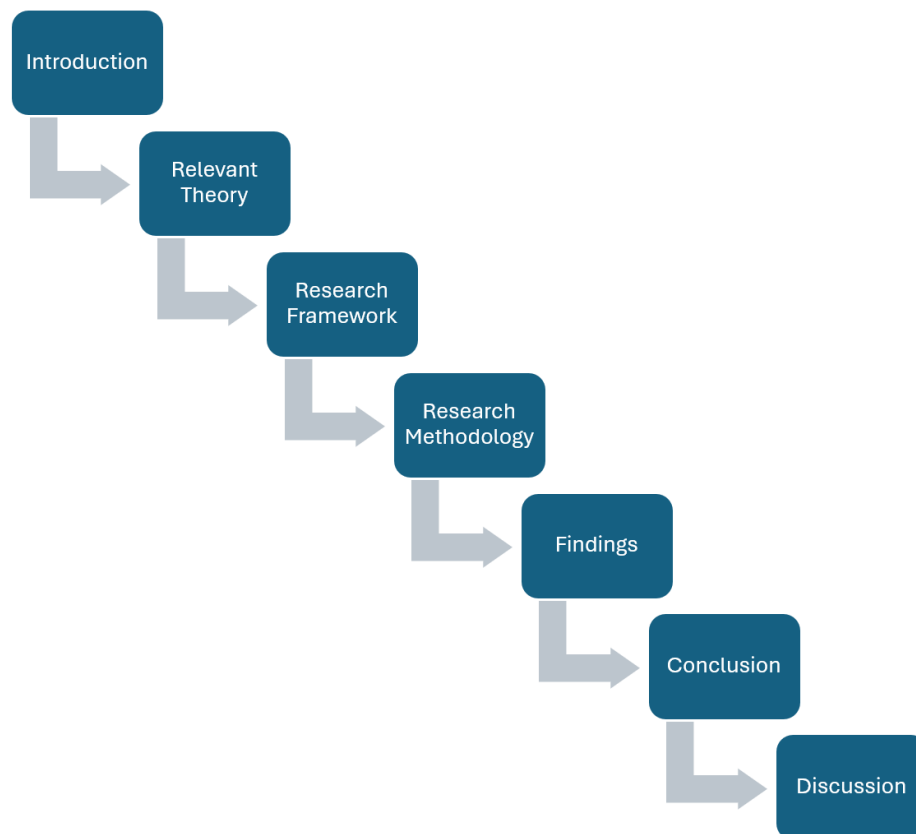 Introduction
Relevant
Theory
Research
Framework
Research
Methodology
Findings
Conclusion
Discussion